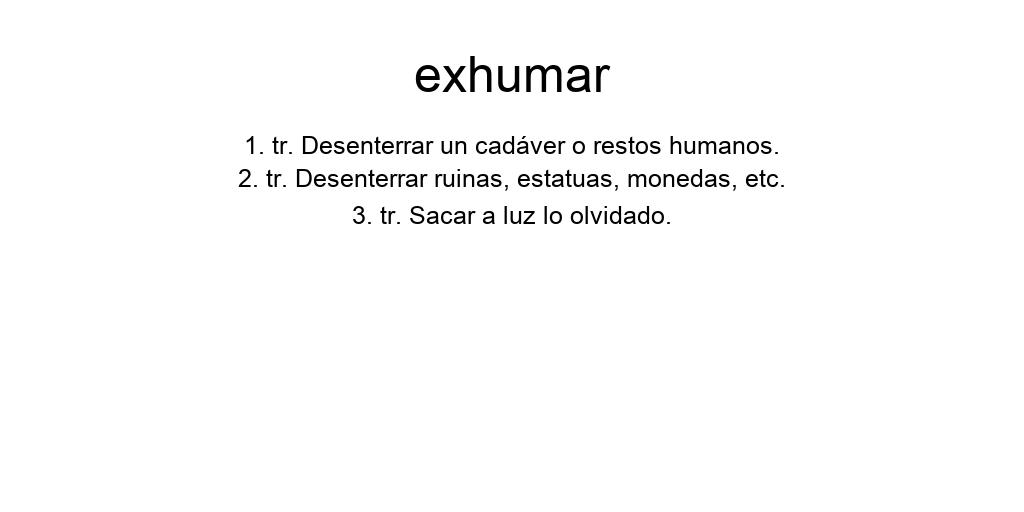 exhumar
1. tr. Desenterrar un cadáver o restos humanos.
2. tr. Desenterrar ruinas, estatuas, monedas, etc.
3. tr. Sacar a luz lo olvidado.